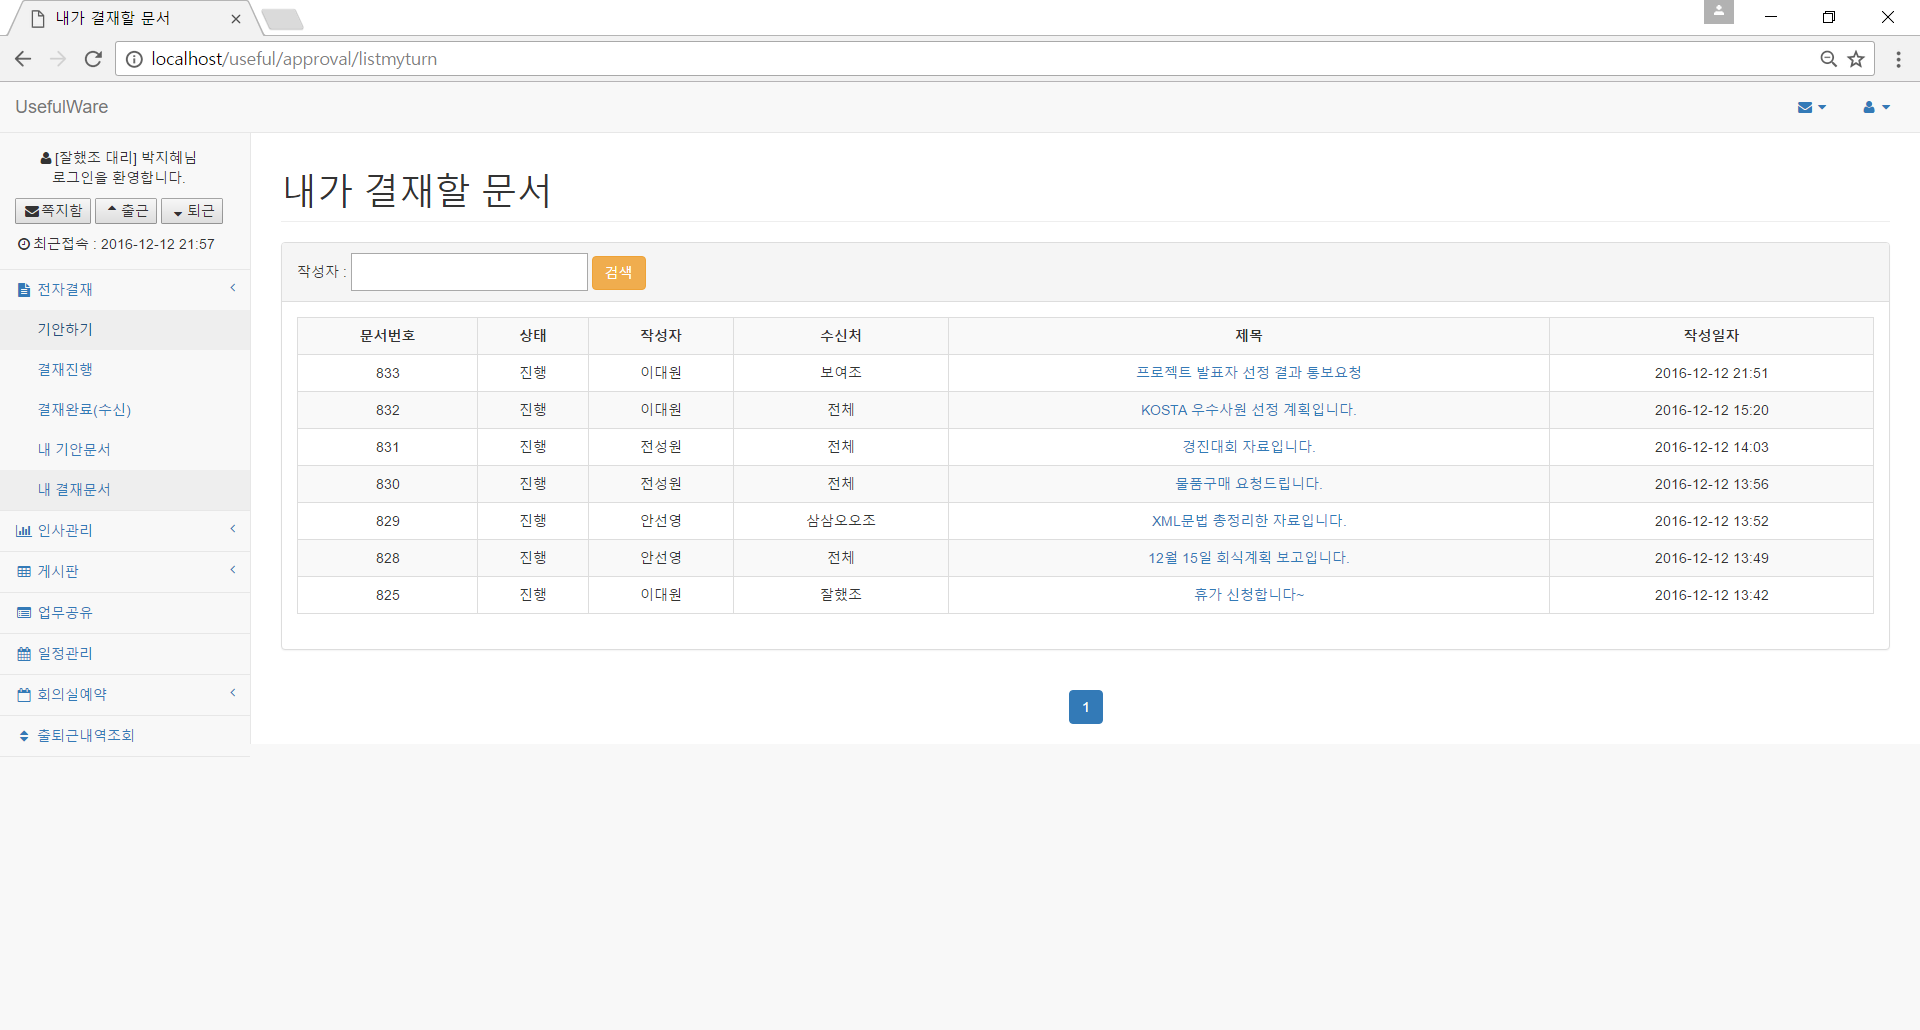 내가 결재할 문서
localhost/useful/approval/listmyturn
UsefulWare
[잘했조 대리] 박지혜님
로그인을 환영합니다.
쪽지함 출근 퇴근
최근접속 : 2016-12-12 21:57
전자결재
기안하기
결재진행
결재완료(수신)
내 기안문서
내 결재문서
인사관리
게시판
업무공유
일정관리
회의실예약
출퇴근내역조회
내가 결재할 문서
작성자 : 검색
문서번호 상태 작성자 수신처 제목 작성일자
833 진행 이대원 보여조 프로젝트 발표자 선정 결과 통보요청 2016-12-12 21:51
832 진행 이대원 전체 KOSTA 우수사원 선정 계획입니다. 2016-12-12 15:20
831 진행 전성원 전체 경진대회 자료입니다. 2016-12-12 14:03
830 진행 전성원 전체 물품구매 요청드립니다. 2016-12-12 13:56
829 진행 안선영 삼삼오오조 XML문법 총정리한 자료입니다. 2016-12-12 13:52
828 진행 안선영 전체 12월 15일 회식계획 보고입니다. 2016-12-12 13:49
825 진행 이대원 잘했조 휴가 신청합니다~ 2016-12-12 13:42
1